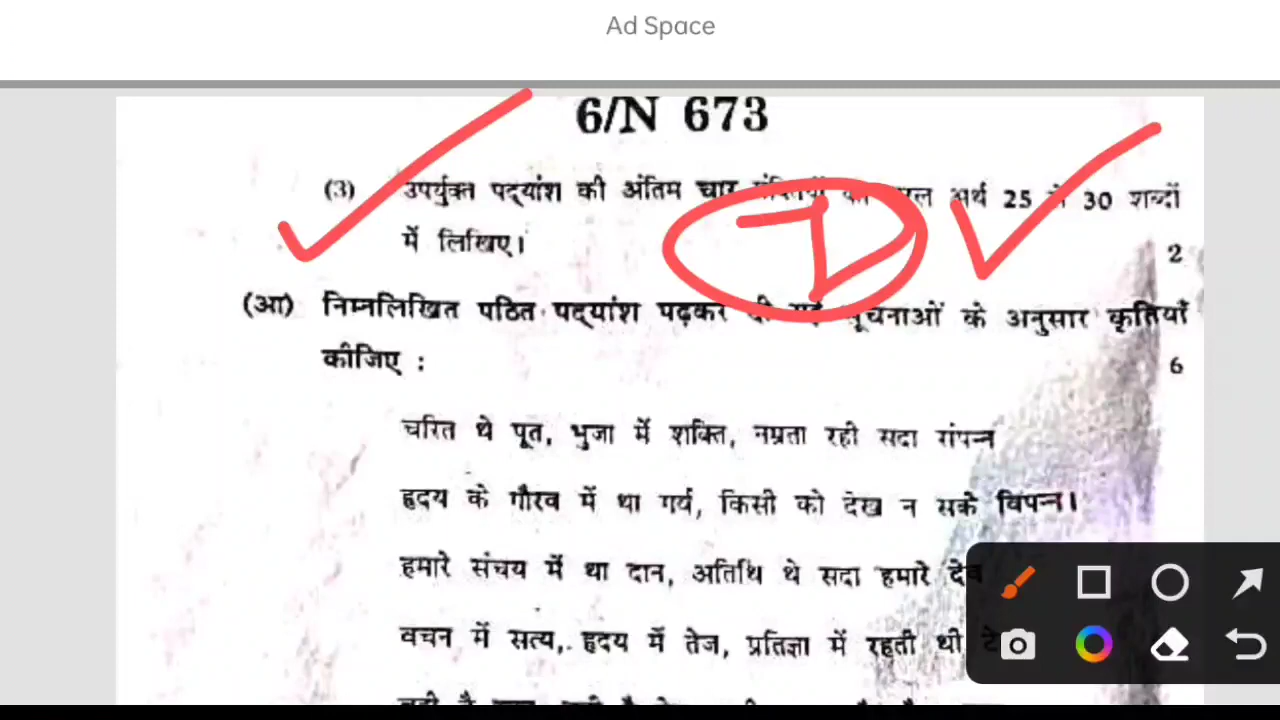 Ad Space
6/N 673
(3) उपर्युक्त पद्यांश की अंतिम चार अर्थ 25 30 शब्दों
में लिखिए। 2
(आ) निम्नलिखित पठित पद्यांश पढ़कर के अनुसार कृतियाँ
कीजिए : 6
चरित थे पूत, भुजा में शक्ति, नम्रता रही सदा संपन्न
हृदय के गौरव में था गर्व, किसी को देख न सके विपन्न।
हमारे संचय में था दान, अतिथि थे सदा हमारे देव
वचन में सत्य, हृदय में तेज, प्रतिज्ञा में रहती थी